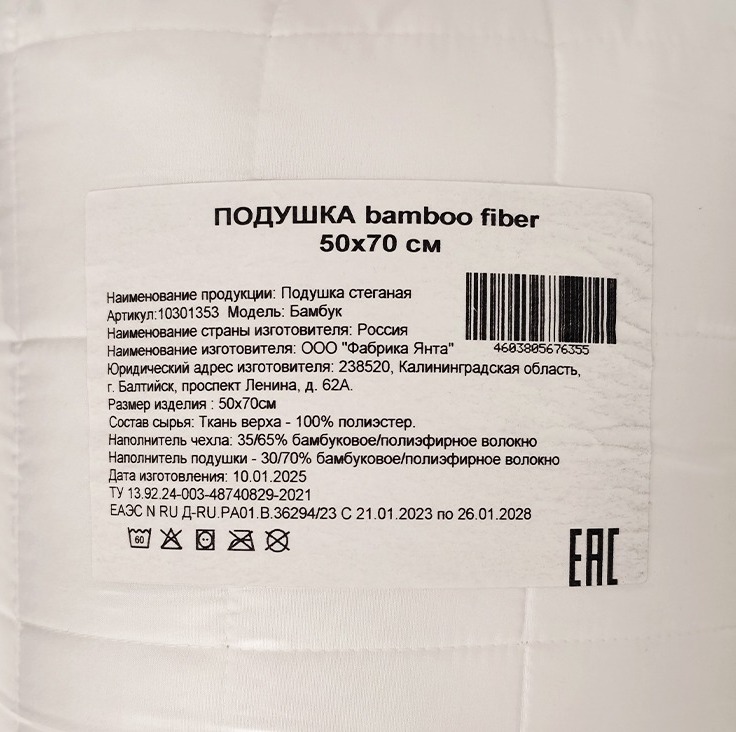 ПОДУШКА bamboo fiber
50x70 см
Наименование продукции: Подушка стеганая
Артикул:10301353 Модель: Бамбук
Наименование страны изготовителя: Россия
Наименование изготовителя: ООО "Фабрика Янта"
4603805676355
Юридический адрес изготовителя: 238520, Калининградская область,
г. Балтийск, проспект Ленина, д. 62А.
Размер изделия : 50x70см
Состав сырья: Ткань верха - 100% полиэстер.
Наполнитель чехла: 35/65% бамбуковое/полиэфирное волокно
Наполнитель подушки - 30/70% бамбуковое/полиэфирное волокно
Дата изготовления: 10.01.2025
ТУ 13.92.24-003-48740829-2021
ЕАЭС N RU Д-RU.РА01.В.36294/23 С 21.01.2023 по 26.01.2028
60
ЕАС